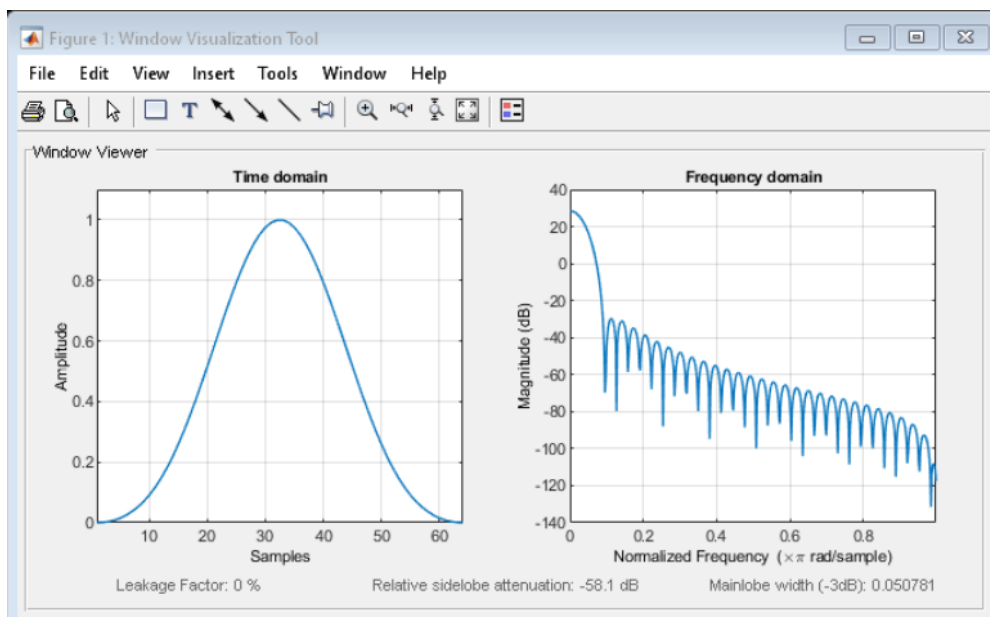 Figure 1: Window Visualization Tool
File Edit View Insert Tools Window Help
T
Window Viewer
Time domain
1
0.8
0.6
0.4
0.2
0
10 20 30 40 50 60
Samples
Amplitude
Frequency domain
40
20
0
-20
-40
-60
-80
-100
-120
-140
0 0.2 0.4 0.6 0.8
Normalized Frequency (×π rad/sample)
Magnitude (dB)
Leakage Factor: 0 % Relative sidelobe attenuation: -58.1 dB Mainlobe width (-3dB): 0.050781